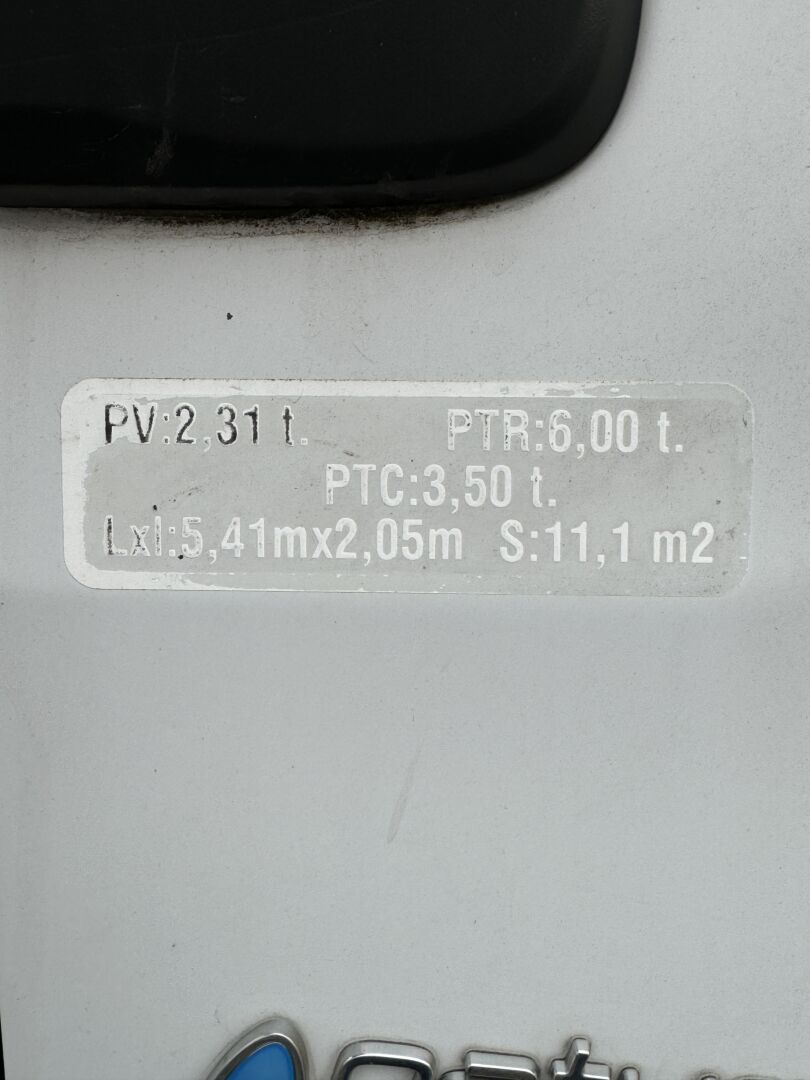 PV:2,31 t. PTR:6,00 t.
PTC:3,50 t.
Lxl:5,41mx2,05m S:11,1 m2